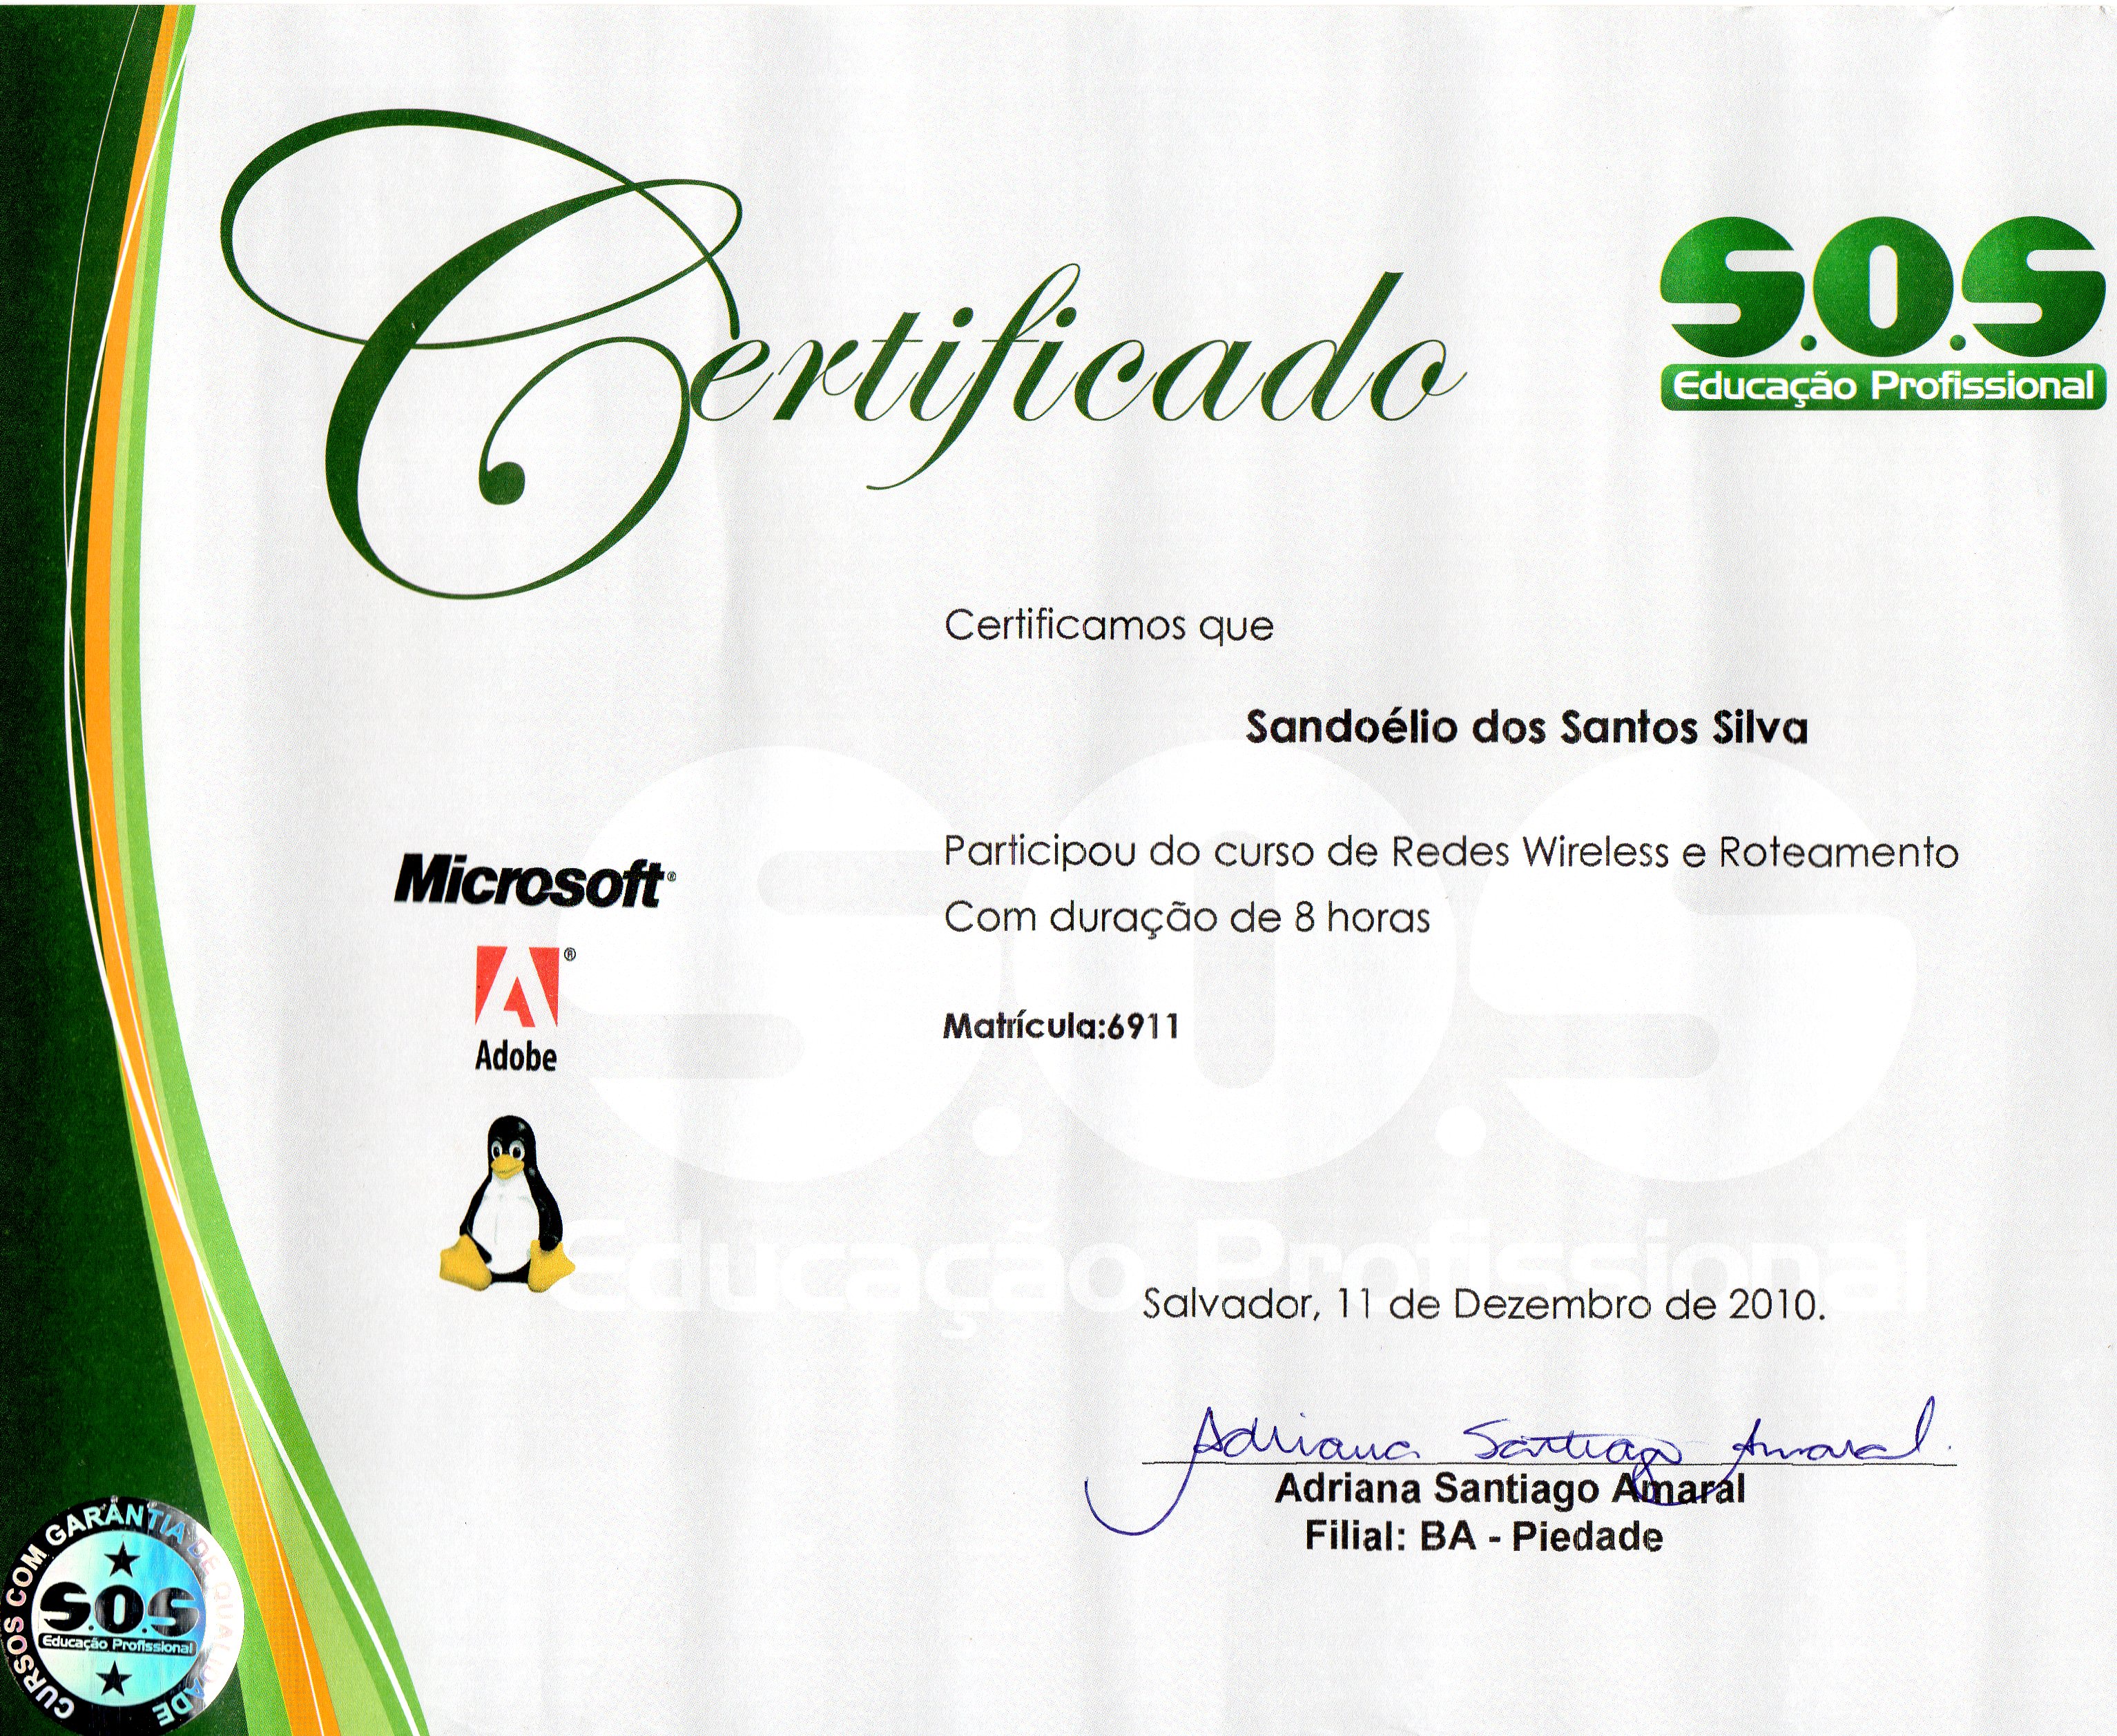 Certificado
S.O.S
Educação Profissional
Certificamos que
Sandoélio dos Santos Silva
Participou do curso de Redes Wireless e Roteamento
Com duração de 8 horas
Matrícula:6911
Microsoft®
®
Adobe
S.O.S
Educação Profissional
Salvador, 11 de Dezembro de 2010.
Adriana Santiago Amaral.
Adriana Santiago Amaral
Filial: BA - Piedade
CURSOS COM GARANTIA DE QUALIDADE
S.O.S
Educação Profissional